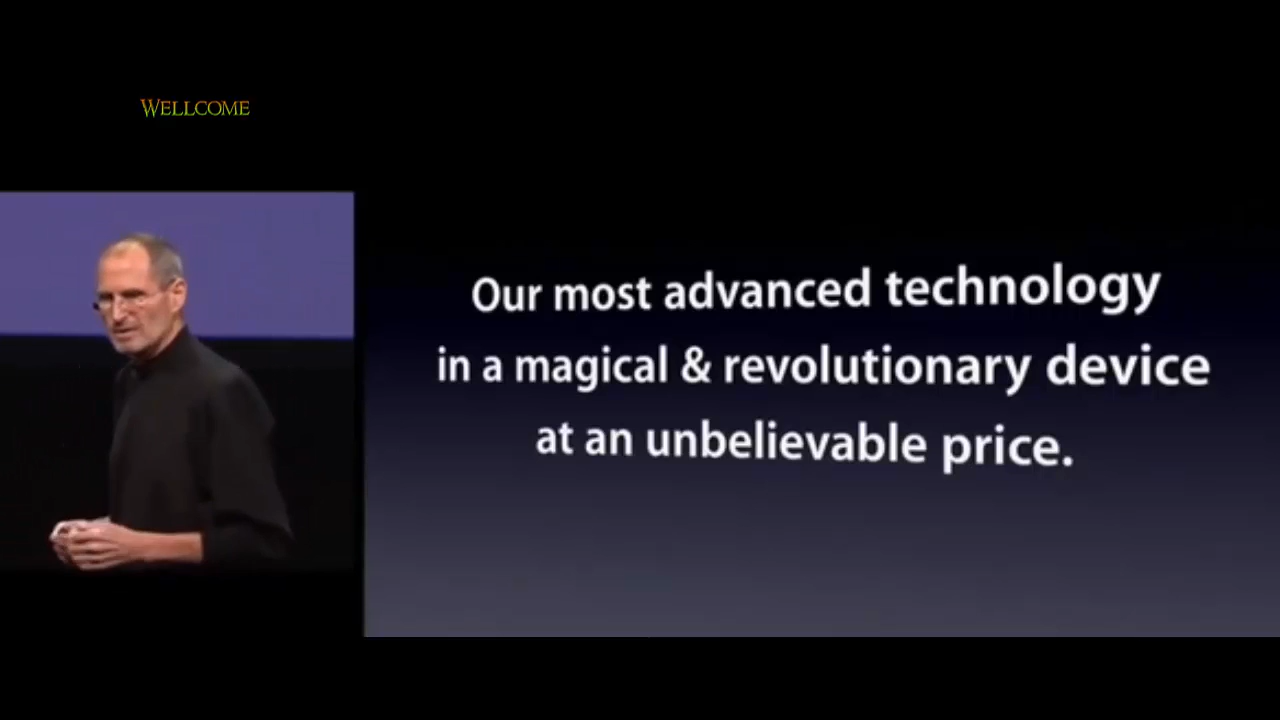 WELLCOME
Our most advanced technology
in a magical & revolutionary device
at an unbelievable price.